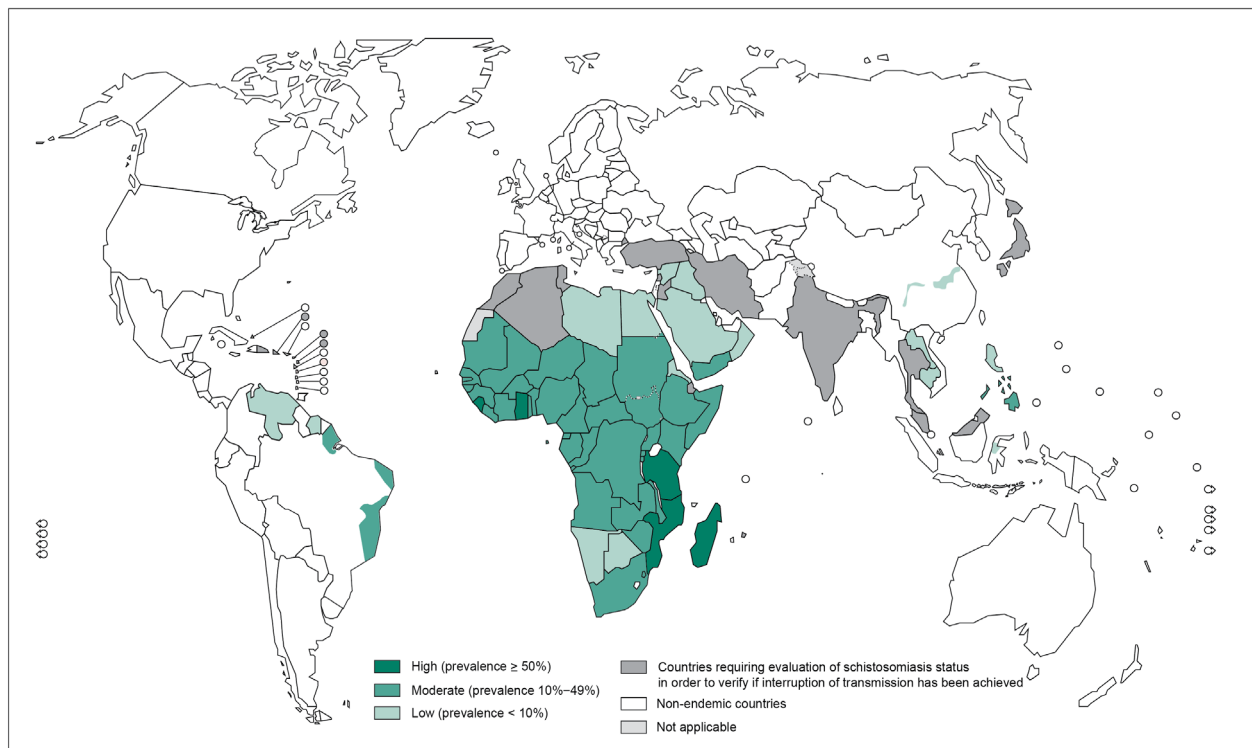 High (prevalence ≥ 50%)
Moderate (prevalence 10%–49%)
Low (prevalence < 10%)
Countries requiring evaluation of schistosomiasis status
in order to verify if interruption of transmission has been achieved
Non-endemic countries
Not applicable